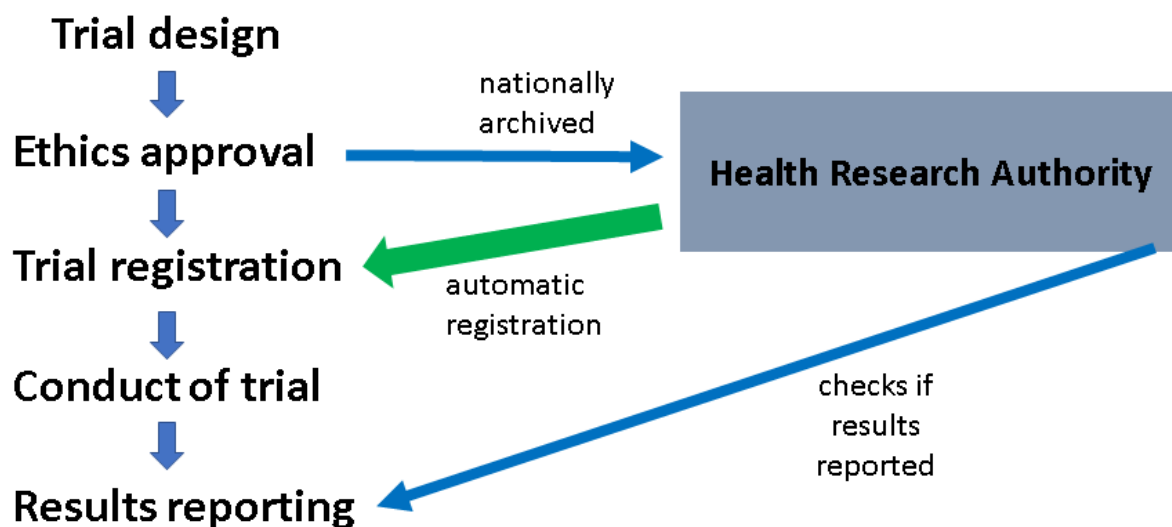 Trial design
nationally
archived
Ethics approval
Health Research Authority
Trial registration
automatic
registration
Conduct of trial
checks if
results
reported
Results reporting